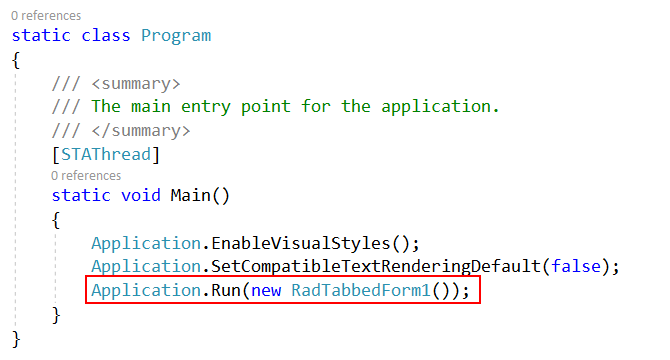 0 references
static class Program
{
/// <summary>
/// The main entry point for the application.
/// </summary>
[STAThread]
0 references
static void Main()
{
Application.EnableVisualStyles();
Application.SetCompatibleTextRenderingDefault(false);
Application.Run(new RadTabbedForm1());
}
}